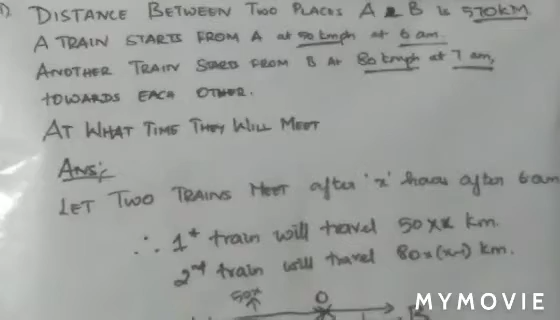 1) DISTANCE BETWEEN TWO PLACES A & B is 570KM.
A TRAIN STARTS FROM A at 50 kmph at 6 am.
ANOTHER TRAIN STARTS FROM B At 80 kmph at 7 am,
tOWARDS EACH OTHER.
AT WHAT TIME THEY WILL MEET
ANS:-
LET TWO TRAINS MEET after 'x' hours after 6 am
∴ 1st train will travel 50 × x km.
2nd train will travel 80 × (x-1) km.
50x
O
B
MYMOVIE